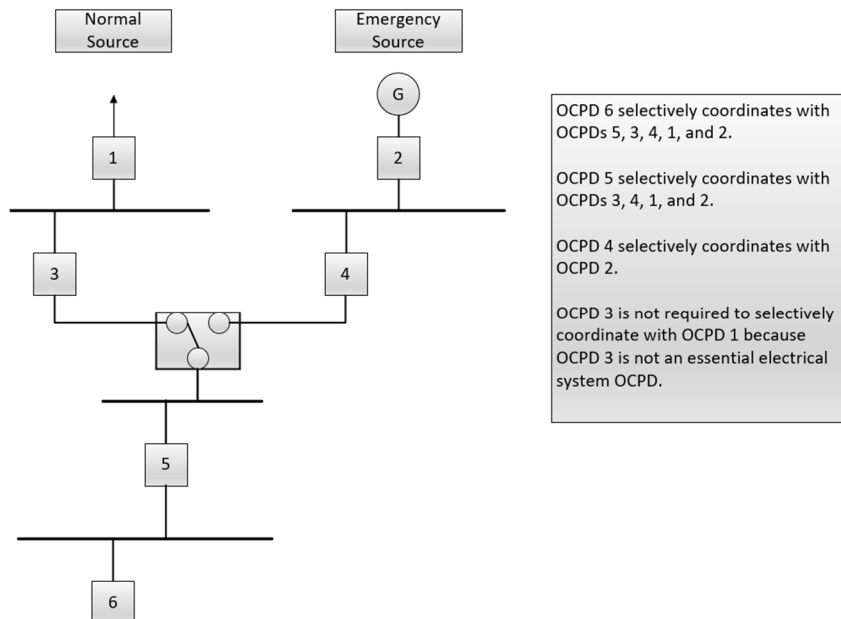 Normal
Source
Emergency
Source
G
1
2
3
4
5
6
OCPD 6 selectively coordinates with
OCPDs 5, 3, 4, 1, and 2.
OCPD 5 selectively coordinates with
OCPDs 3, 4, 1, and 2.
OCPD 4 selectively coordinates with
OCPD 2.
OCPD 3 is not required to selectively
coordinate with OCPD 1 because
OCPD 3 is not an essential electrical
system OCPD.